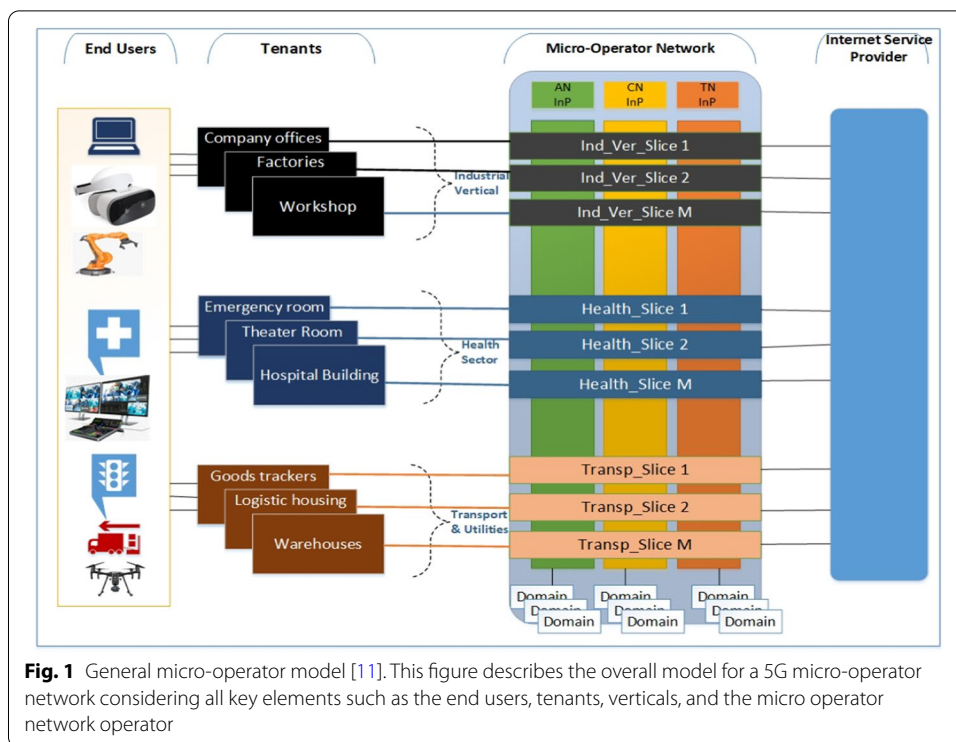 End Users
Tenants
Micro-Operator Network
Internet Service
Provider
AN
InP
CN
InP
TN
InP
Company offices
Factories
Workshop
Industrial
Vertical
Ind_Ver_Slice 1
Ind_Ver_Slice 2
Ind_Ver_Slice M
Emergency room
Theater Room
Hospital Building
Health
Sector
Health_Slice 1
Health_Slice 2
Health_Slice M
Goods trackers
Logistic housing
Warehouses
Transport
& Utilities
Transp_Slice 1
Transp_Slice 2
Transp_Slice M
Domain
Domain
Domain
Domain
Domain
Domain
Domain
Domain
Domain
Fig. 1 General micro-operator model [11]. This figure describes the overall model for a 5G micro-operator
network considering all key elements such as the end users, tenants, verticals, and the micro operator
network operator